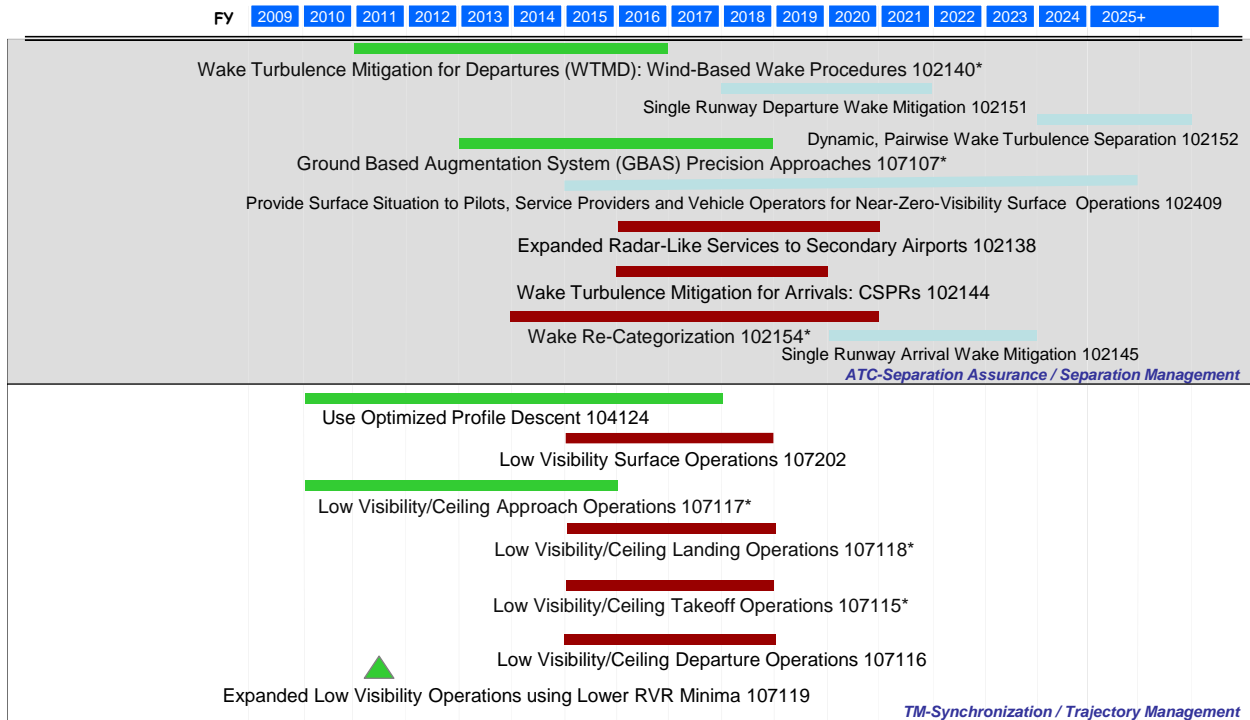 FY 2009 2010 2011 2012 2013 2014 2015 2016 2017 2018 2019 2020 2021 2022 2023 2024 2025+
Wake Turbulence Mitigation for Departures (WTMD): Wind-Based Wake Procedures 102140*
Single Runway Departure Wake Mitigation 102151
Dynamic, Pairwise Wake Turbulence Separation 102152
Ground Based Augmentation System (GBAS) Precision Approaches 107107*
Provide Surface Situation to Pilots, Service Providers and Vehicle Operators for Near-Zero-Visibility Surface Operations 102409
Expanded Radar-Like Services to Secondary Airports 102138
Wake Turbulence Mitigation for Arrivals: CSPRs 102144
Wake Re-Categorization 102154*
Single Runway Arrival Wake Mitigation 102145
ATC-Separation Assurance / Separation Management
Use Optimized Profile Descent 104124
Low Visibility Surface Operations 107202
Low Visibility/Ceiling Approach Operations 107117*
Low Visibility/Ceiling Landing Operations 107118*
Low Visibility/Ceiling Takeoff Operations 107115*
Low Visibility/Ceiling Departure Operations 107116
Expanded Low Visibility Operations using Lower RVR Minima 107119
TM-Synchronization / Trajectory Management